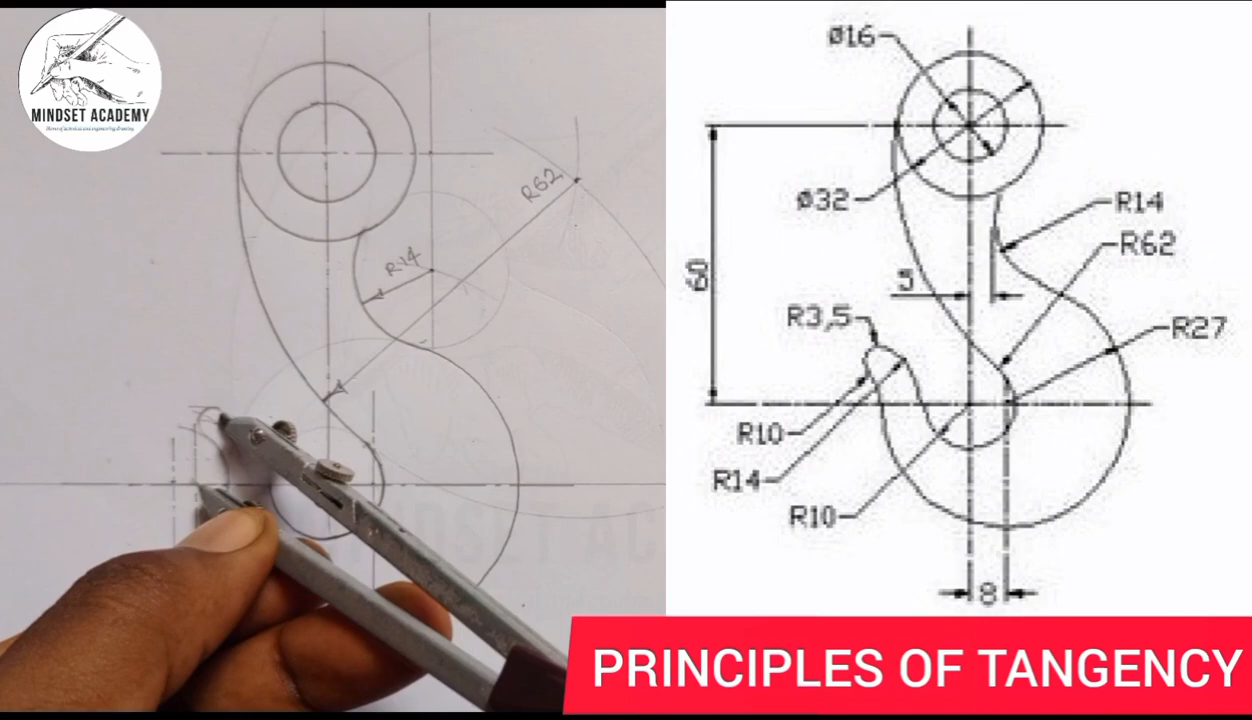 MINDSET ACADEMY
R62
R14
Ø16
Ø32
60
5
R14
R62
R3,5
R27
R10
R14
R10
8
PRINCIPLES OF TANGENCY